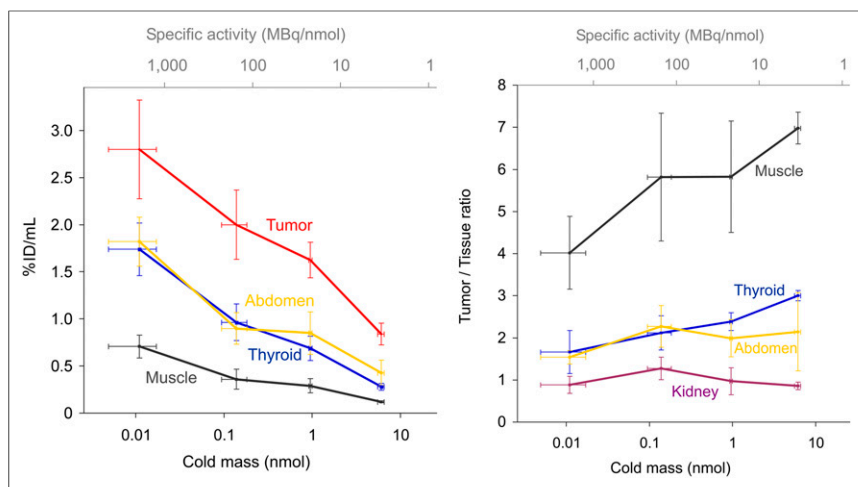 Specific activity (MBq/nmol)
1,000 100 10 1
3.0
2.5
2.0
1.5
1.0
0.5
0
%ID/mL
Tumor
Abdomen
Thyroid
Muscle
0.01 0.1 1 10
Cold mass (nmol)
Specific activity (MBq/nmol)
1,000 100 10 1
8
7
6
5
4
3
2
1
0
Tumor / Tissue ratio
Muscle
Thyroid
Abdomen
Kidney
0.01 0.1 1 10
Cold mass (nmol)